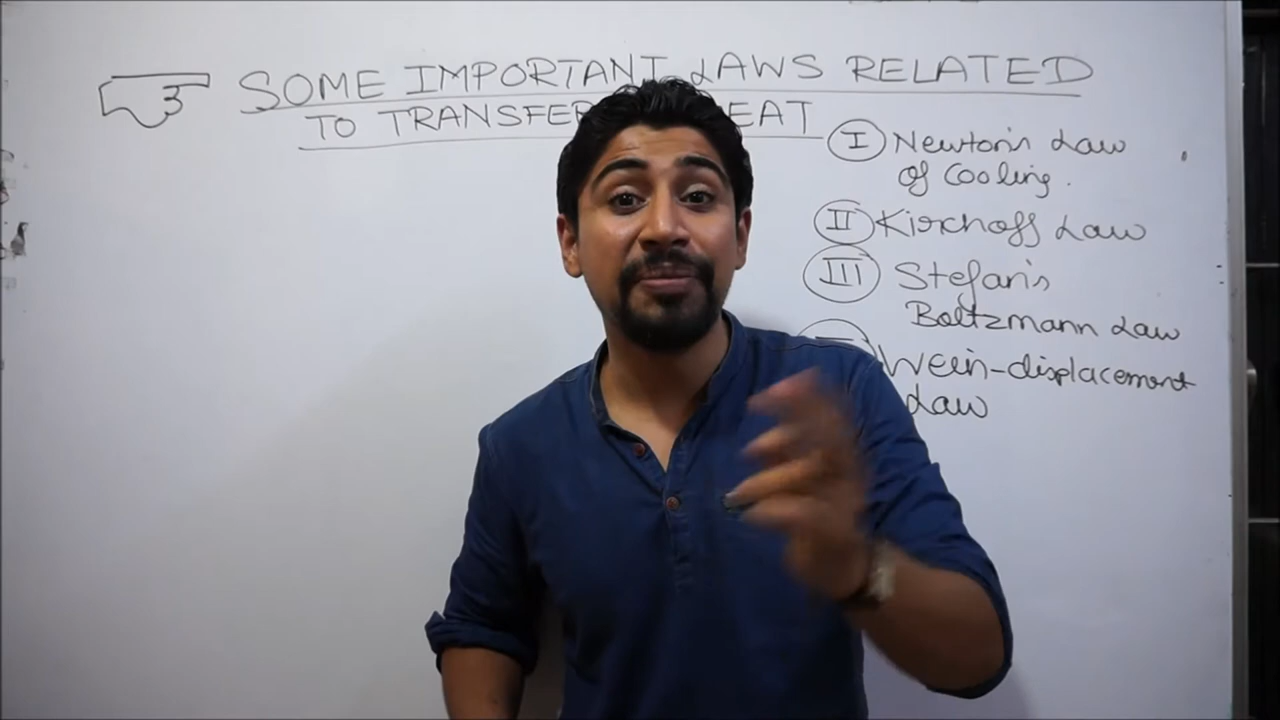 SOME IMPORTANT LAWS RELATED
TO TRANSFER EAT
I Newton's Law
of Cooling.
II Kirchoff Law
III Stefan's
Boltzmann Law
Wein-displacement
Law